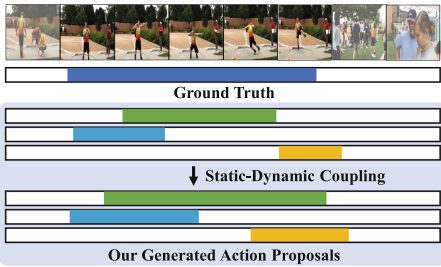 Ground Truth
Static-Dynamic Coupling
Our Generated Action Proposals